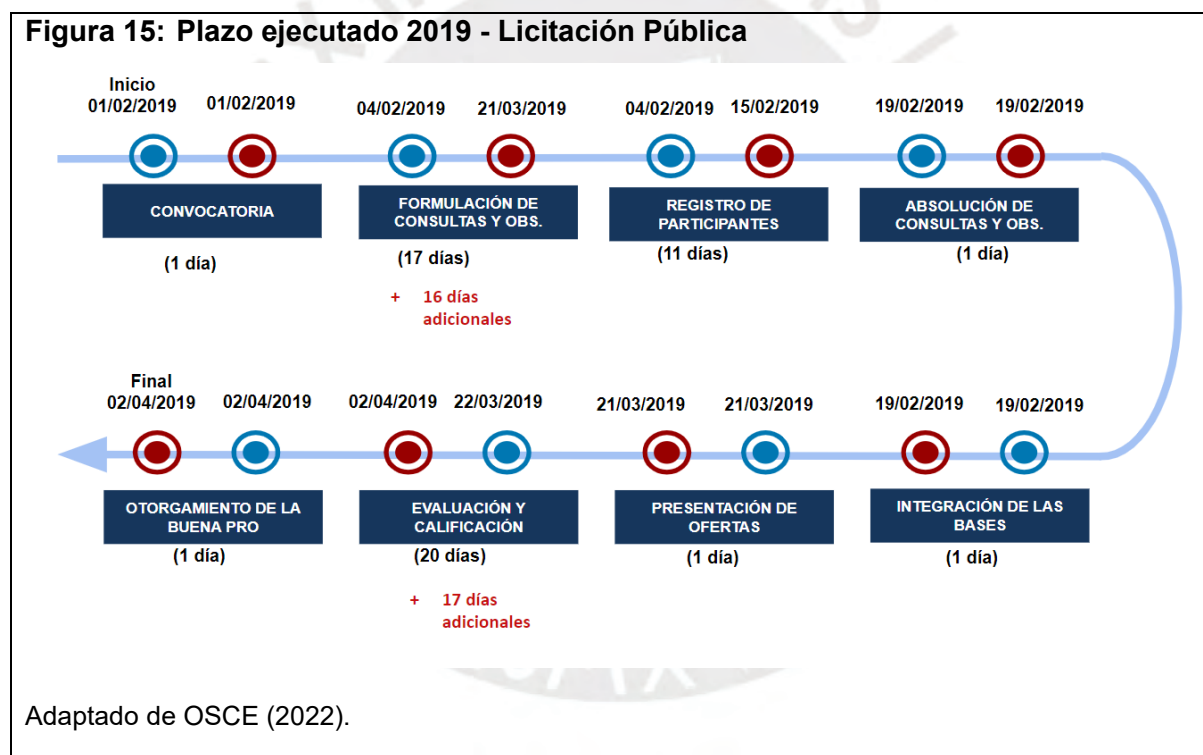 Figura 15: Plazo ejecutado 2019 - Licitación Pública
Inicio
01/02/2019 01/02/2019 04/02/2019 21/03/2019 04/02/2019 15/02/2019 19/02/2019 19/02/2019
CONVOCATORIA
(1 día)
FORMULACIÓN DE
CONSULTAS Y OBS.
(17 días)
+ 16 días
adicionales
REGISTRO DE
PARTICIPANTES
(11 días)
ABSOLUCIÓN DE
CONSULTAS Y OBS.
(1 día)
Final
02/04/2019 02/04/2019 02/04/2019 22/03/2019 21/03/2019 21/03/2019 19/02/2019 19/02/2019
OTORGAMIENTO DE LA
BUENA PRO
(1 día)
EVALUACIÓN Y
CALIFICACIÓN
(20 días)
+ 17 días
adicionales
PRESENTACIÓN DE
OFERTAS
(1 día)
INTEGRACIÓN DE LAS
BASES
(1 día)
Adaptado de OSCE (2022).